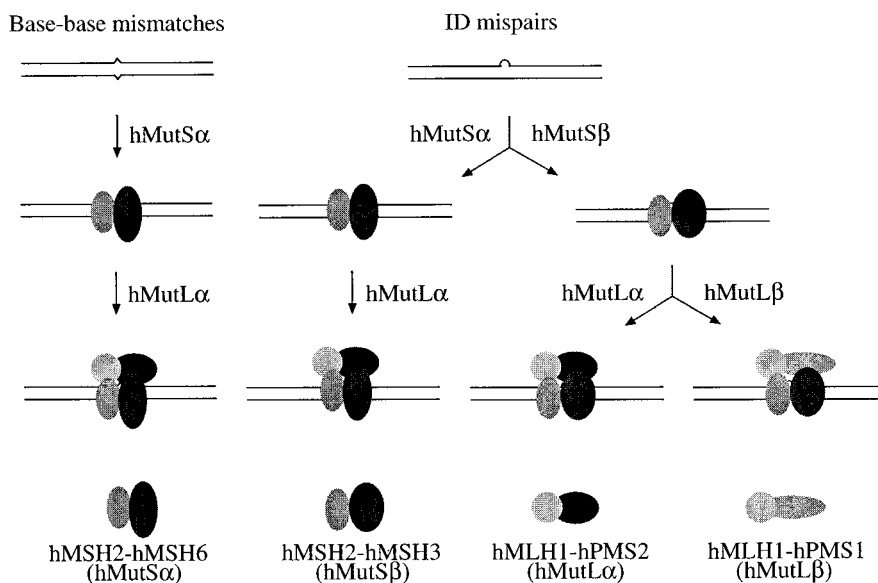 Base-base mismatches
ID mispairs
hMutSα
hMutSα
hMutSβ
hMutLα
hMutLα
hMutLα
hMutLβ
hMSH2-hMSH6
(hMutSα)
hMSH2-hMSH3
(hMutSβ)
hMLH1-hPMS2
(hMutLα)
hMLH1-hPMS1
(hMutLβ)